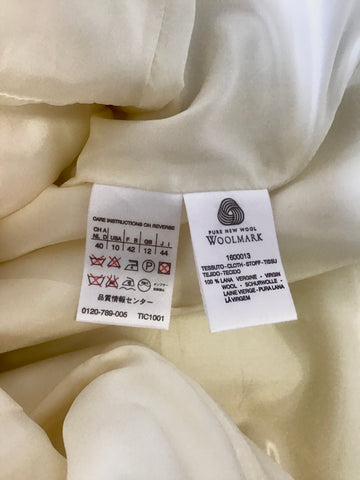 CARE INSTRUCTIONS ON REVERSE
CH A
NL D USA F B GB J I
40 10 42 12 44
品質情報センター
0120-789-005 TIC1001
PURE NEW WOOL
WOOLMARK
1600013
TESSUTO-CLOTH-STOFF-TISSU
TEJIDO-TECIDO
100 % LANA VERGINE - VIRGIN
WOOL - SCHURWOLLE -
LAINE VIERGE - PURA LANA
LÃ VIRGEM